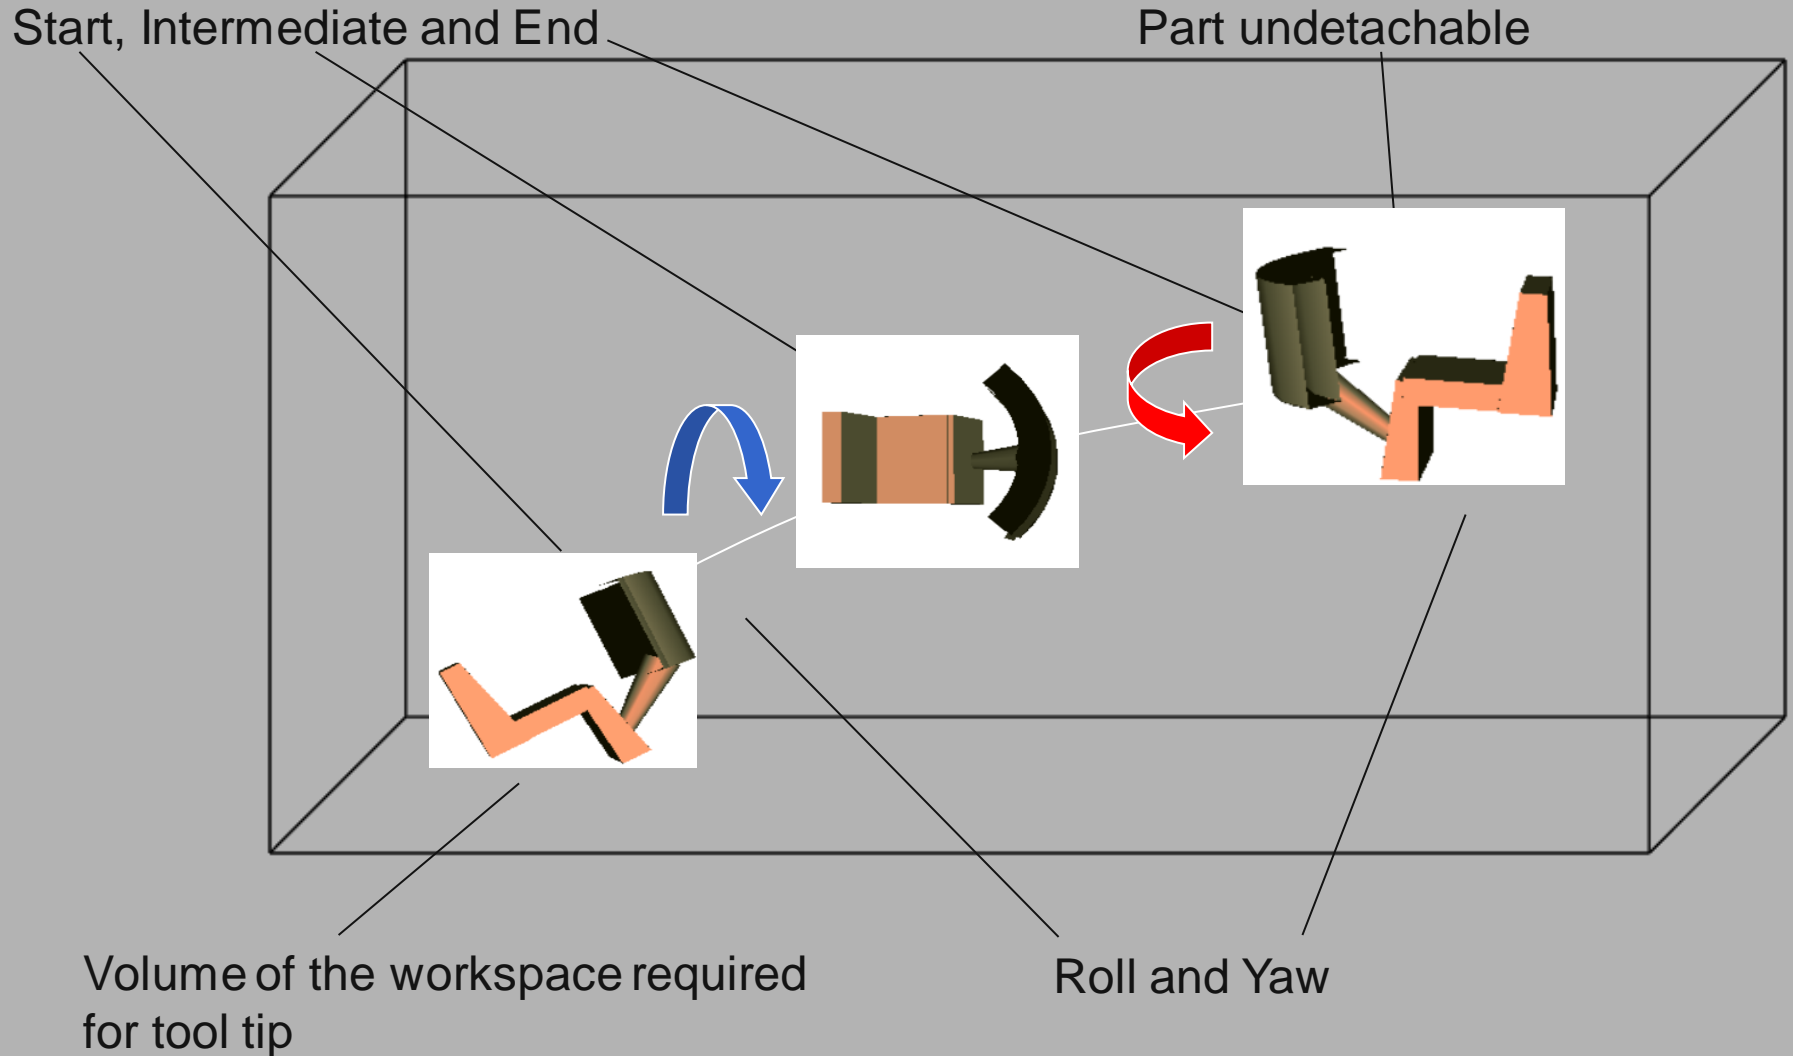 Start, Intermediate and End
Part undetachable
Volume of the workspace required
for tool tip
Roll and Yaw